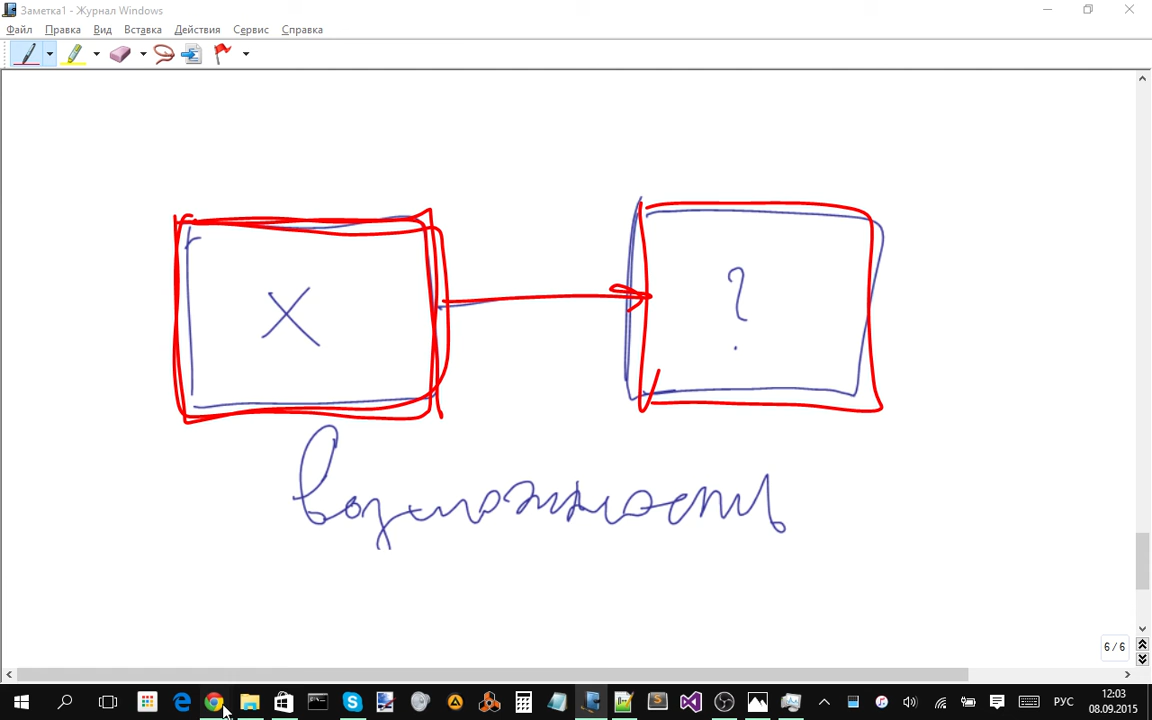 Заметка1 - Журнал Windows
Файл Правка Вид Вставка Действия Сервис Справка
X ?
возможность
6 / 6
РУС
12:03
08.09.2015